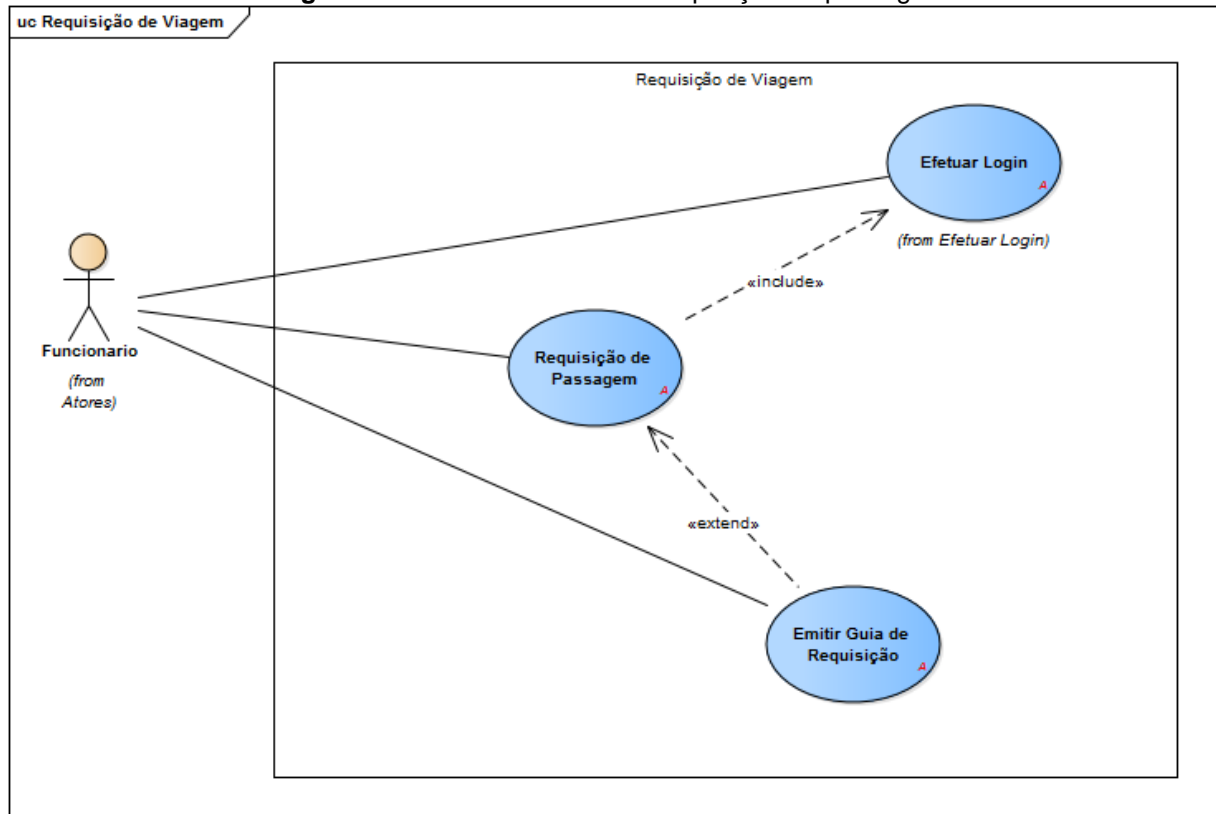 uc Requisição de Viagem
Requisição de Viagem
Efetuar Login
A
(from Efetuar Login)
«include»
Funcionario
(from
Atores)
Requisição de
Passagem
A
«extend»
Emitir Guia de
Requisição
A